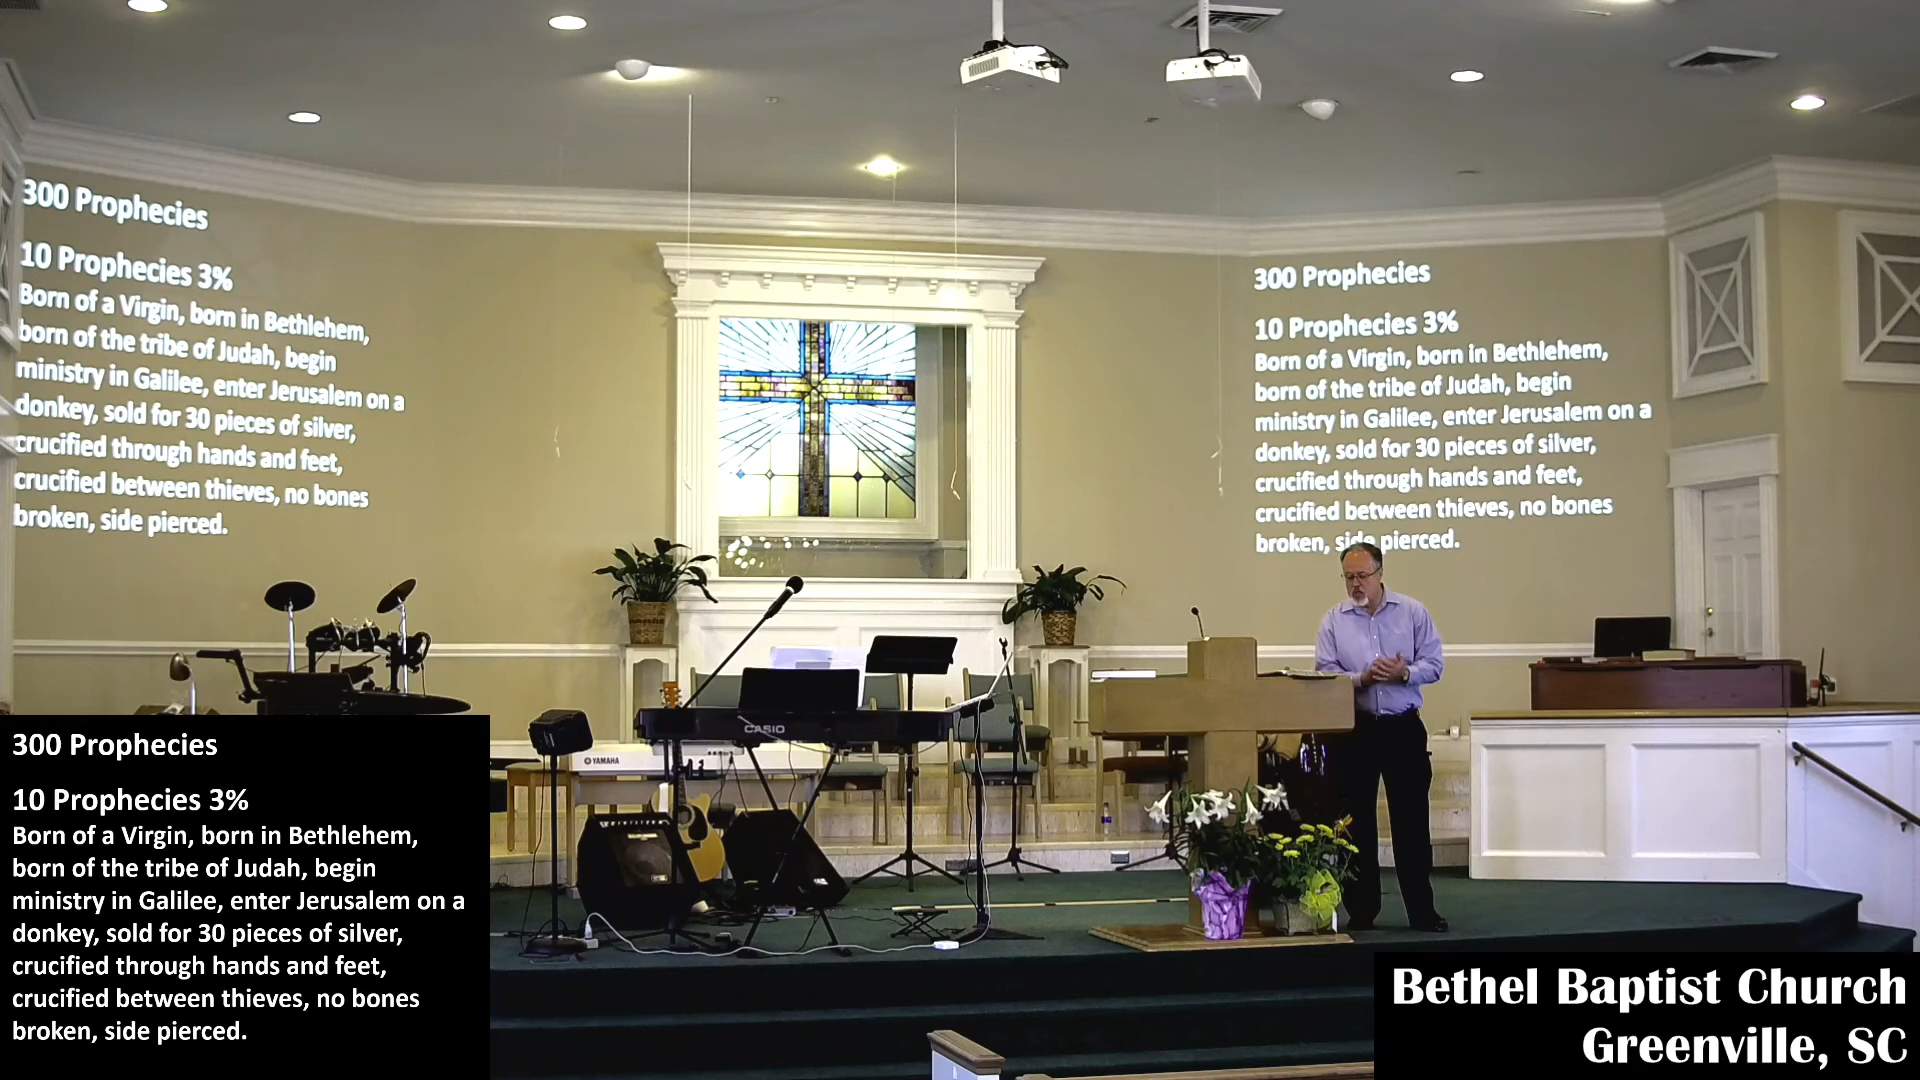 300 Prophecies
10 Prophecies 3%
Born of a Virgin, born in Bethlehem,
born of the tribe of Judah, begin
ministry in Galilee, enter Jerusalem on a
donkey, sold for 30 pieces of silver,
crucified through hands and feet,
crucified between thieves, no bones
broken, side pierced.
300 Prophecies
10 Prophecies 3%
Born of a Virgin, born in Bethlehem,
born of the tribe of Judah, begin
ministry in Galilee, enter Jerusalem on a
donkey, sold for 30 pieces of silver,
crucified through hands and feet,
crucified between thieves, no bones
broken, side pierced.
CASIO
YAMAHA
300 Prophecies
10 Prophecies 3%
Born of a Virgin, born in Bethlehem,
born of the tribe of Judah, begin
ministry in Galilee, enter Jerusalem on a
donkey, sold for 30 pieces of silver,
crucified through hands and feet,
crucified between thieves, no bones
broken, side pierced.
Bethel Baptist Church
Greenville, SC